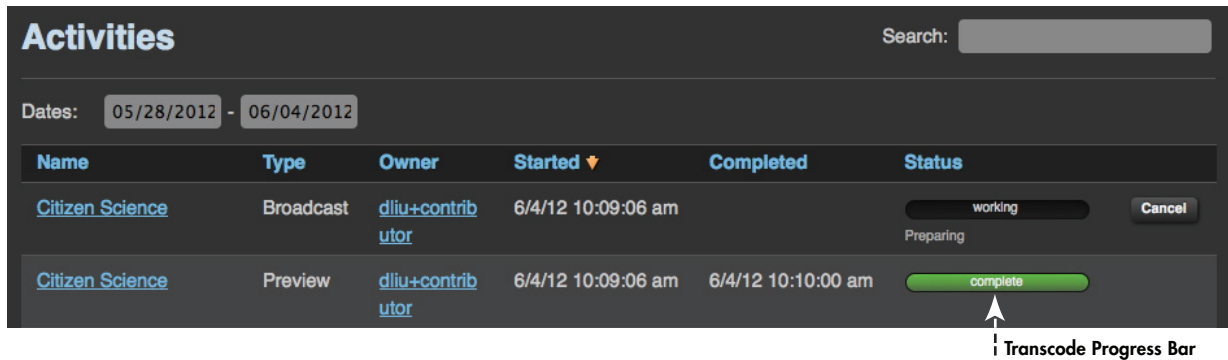 Activities Search:
Dates: 05/28/2012 - 06/04/2012
Name Type Owner Started Completed Status
Citizen Science Broadcast dliu+contrib 6/4/12 10:09:06 am working Cancel
utor Preparing
Citizen Science Preview dliu+contrib 6/4/12 10:09:06 am 6/4/12 10:10:00 am complete
utor
Transcode Progress Bar